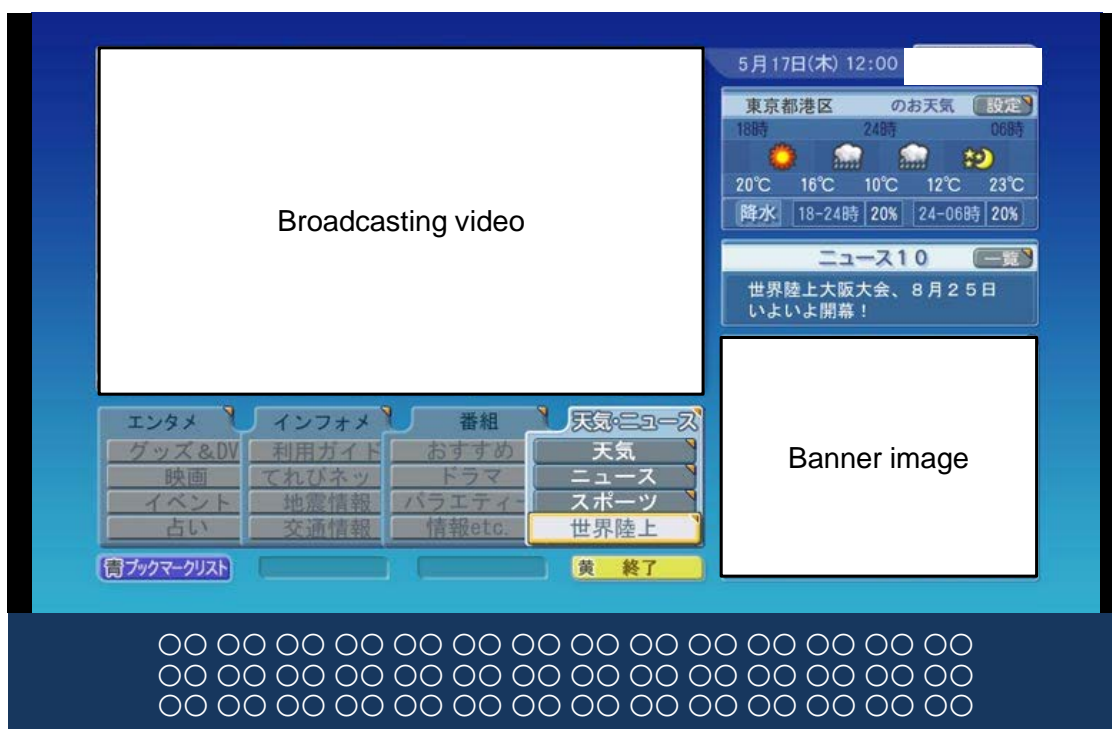 Broadcasting video
5月17日(木) 12:00
東京都港区 のお天気 設定
18時 24時 06時
20℃ 16℃ 10℃ 12℃ 23℃
降水 18-24時 20% 24-06時 20%
ニュース10 一覧
世界陸上大阪大会、8月25日
いよいよ開幕!
Banner image
エンタメ インフォメ 番組 天気・ニュース
グッズ&DV 利用ガイド おすすめ 天気
映画 てれびネッ ドラマ ニュース
イベント 地震情報 バラエティー スポーツ
占い 交通情報 情報etc. 世界陸上
青 ブックマークリスト 黄 終了
○○ ○○ ○○ ○○ ○○ ○○ ○○ ○○ ○○ ○○ ○○ ○○ ○○ ○○
○○ ○○ ○○ ○○ ○○ ○○ ○○ ○○ ○○ ○○ ○○ ○○ ○○ ○○
○○ ○○ ○○ ○○ ○○ ○○ ○○ ○○ ○○ ○○ ○○ ○○ ○○ ○○